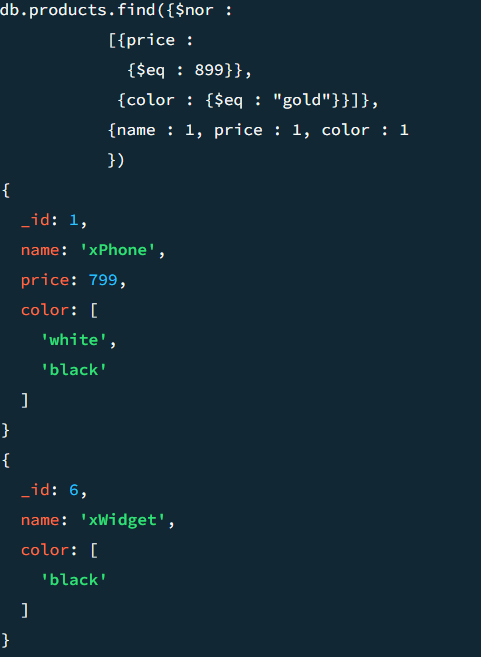 db.products.find({$nor :
[{price :
{$eq : 899}},
{color : {$eq : "gold"}}]},
{name : 1, price : 1, color : 1
})
{
_id: 1,
name: 'xPhone',
price: 799,
color: [
'white',
'black'
]
}
{
_id: 6,
name: 'xWidget',
color: [
'black'
]
}